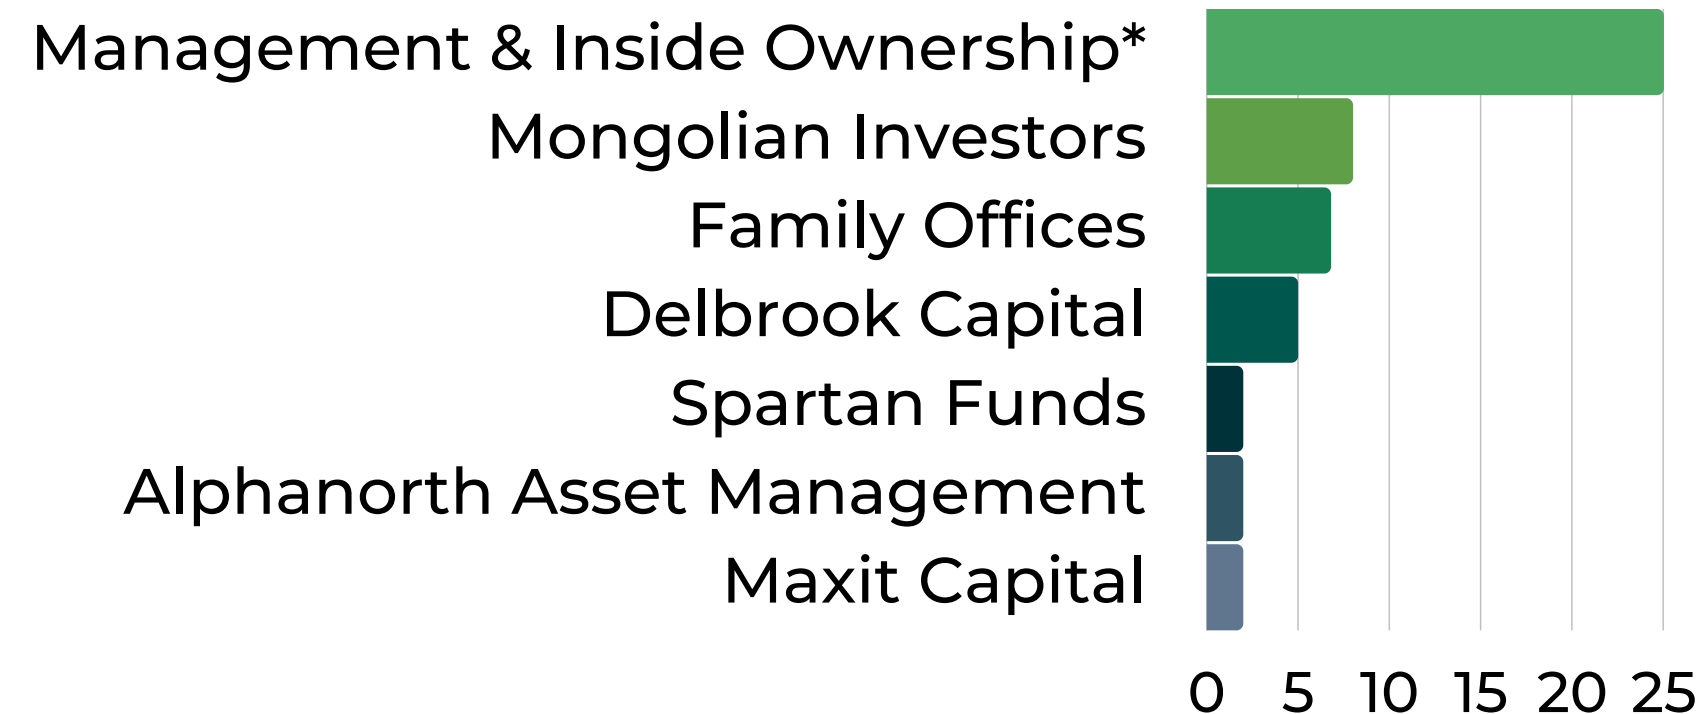 Management & Inside Ownership*
Mongolian Investors
Family Offices
Delbrook Capital
Spartan Funds
Alphanorth Asset Management
Maxit Capital
0 5 10 15 20 25